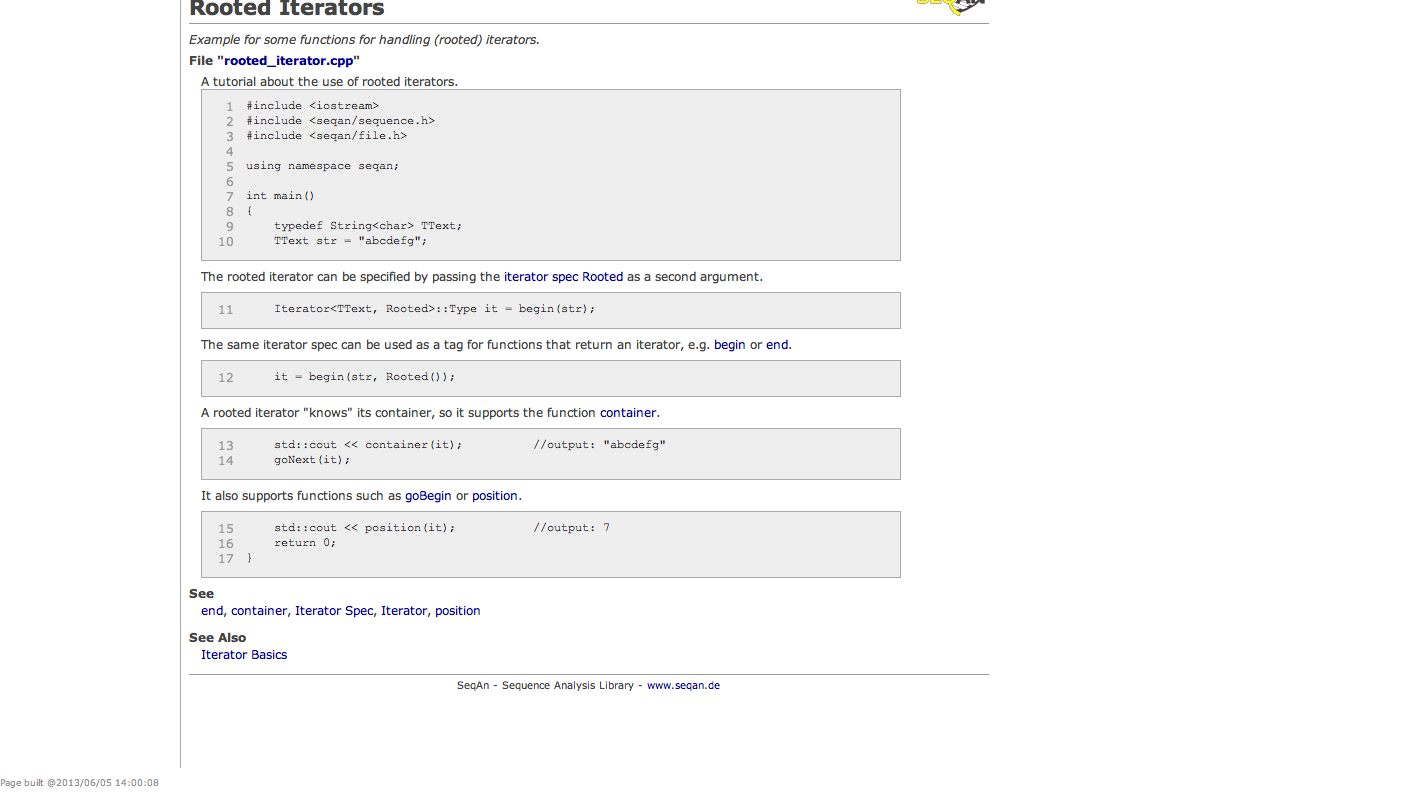 Rooted Iterators
SEQAN
Example for some functions for handling (rooted) iterators.
File "rooted_iterator.cpp"
A tutorial about the use of rooted iterators.
1 #include <iostream>
2 #include <seqan/sequence.h>
3 #include <seqan/file.h>
4
5 using namespace seqan;
6
7 int main()
8 {
9 typedef String<char> TText;
10 TText str = "abcdefg";
The rooted iterator can be specified by passing the iterator spec Rooted as a second argument.
11 Iterator<TText, Rooted>::Type it = begin(str);
The same iterator spec can be used as a tag for functions that return an iterator, e.g. begin or end.
12 it = begin(str, Rooted());
A rooted iterator "knows" its container, so it supports the function container.
13 std::cout << container(it); //output: "abcdefg"
14 goNext(it);
It also supports functions such as goBegin or position.
15 std::cout << position(it); //output: 7
16 return 0;
17 }
See
end, container, Iterator Spec, Iterator, position
See Also
Iterator Basics
SeqAn - Sequence Analysis Library - www.seqan.de
Page built @2013/06/05 14:00:08